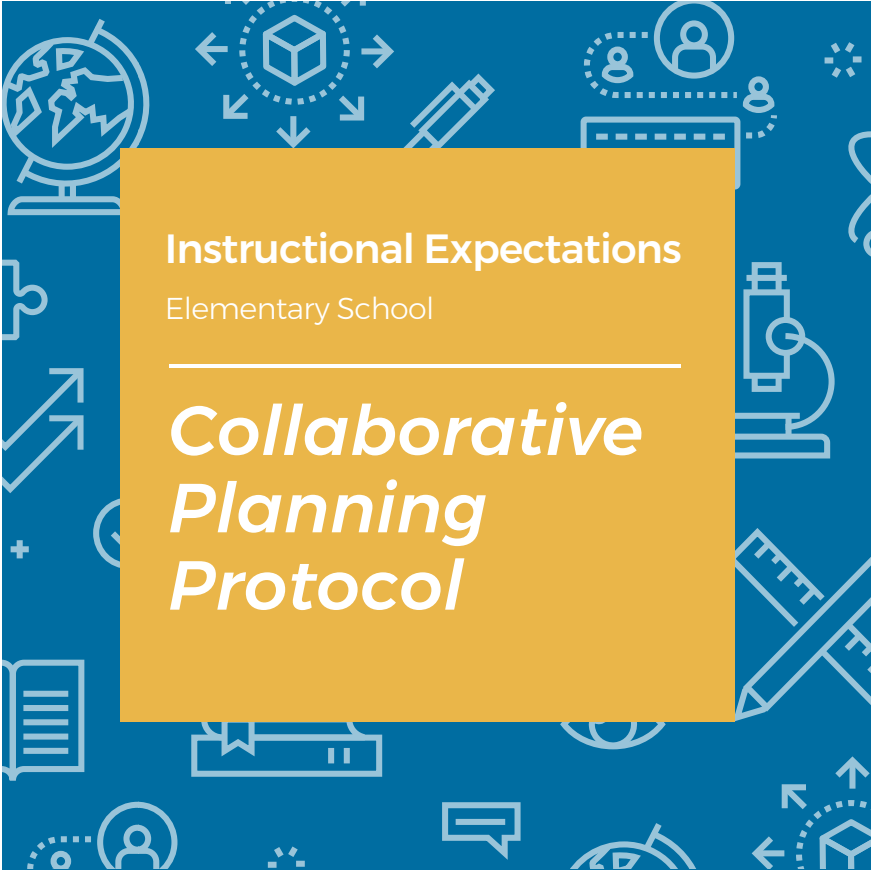 Instructional Expectations
Elementary School
Collaborative
Planning
Protocol